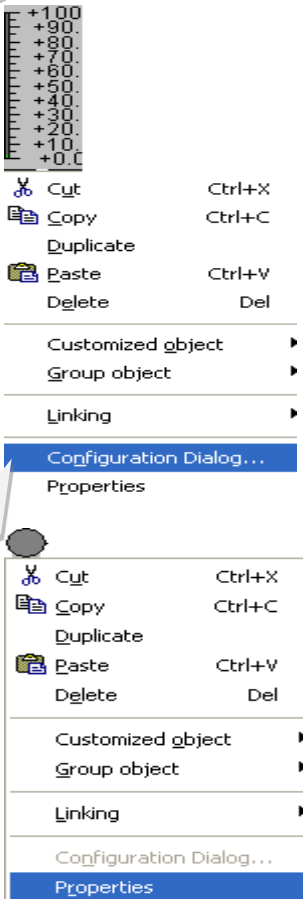 +100
+90.
+80.
+70.
+60.
+50.
+40.
+30.
+20.
+10.
+0.0
Cut Ctrl+X
Copy Ctrl+C
Duplicate
Paste Ctrl+V
Delete Del
Customized object
Group object
Linking
Configuration Dialog...
Properties
Cut Ctrl+X
Copy Ctrl+C
Duplicate
Paste Ctrl+V
Delete Del
Customized object
Group object
Linking
Configuration Dialog...
Properties